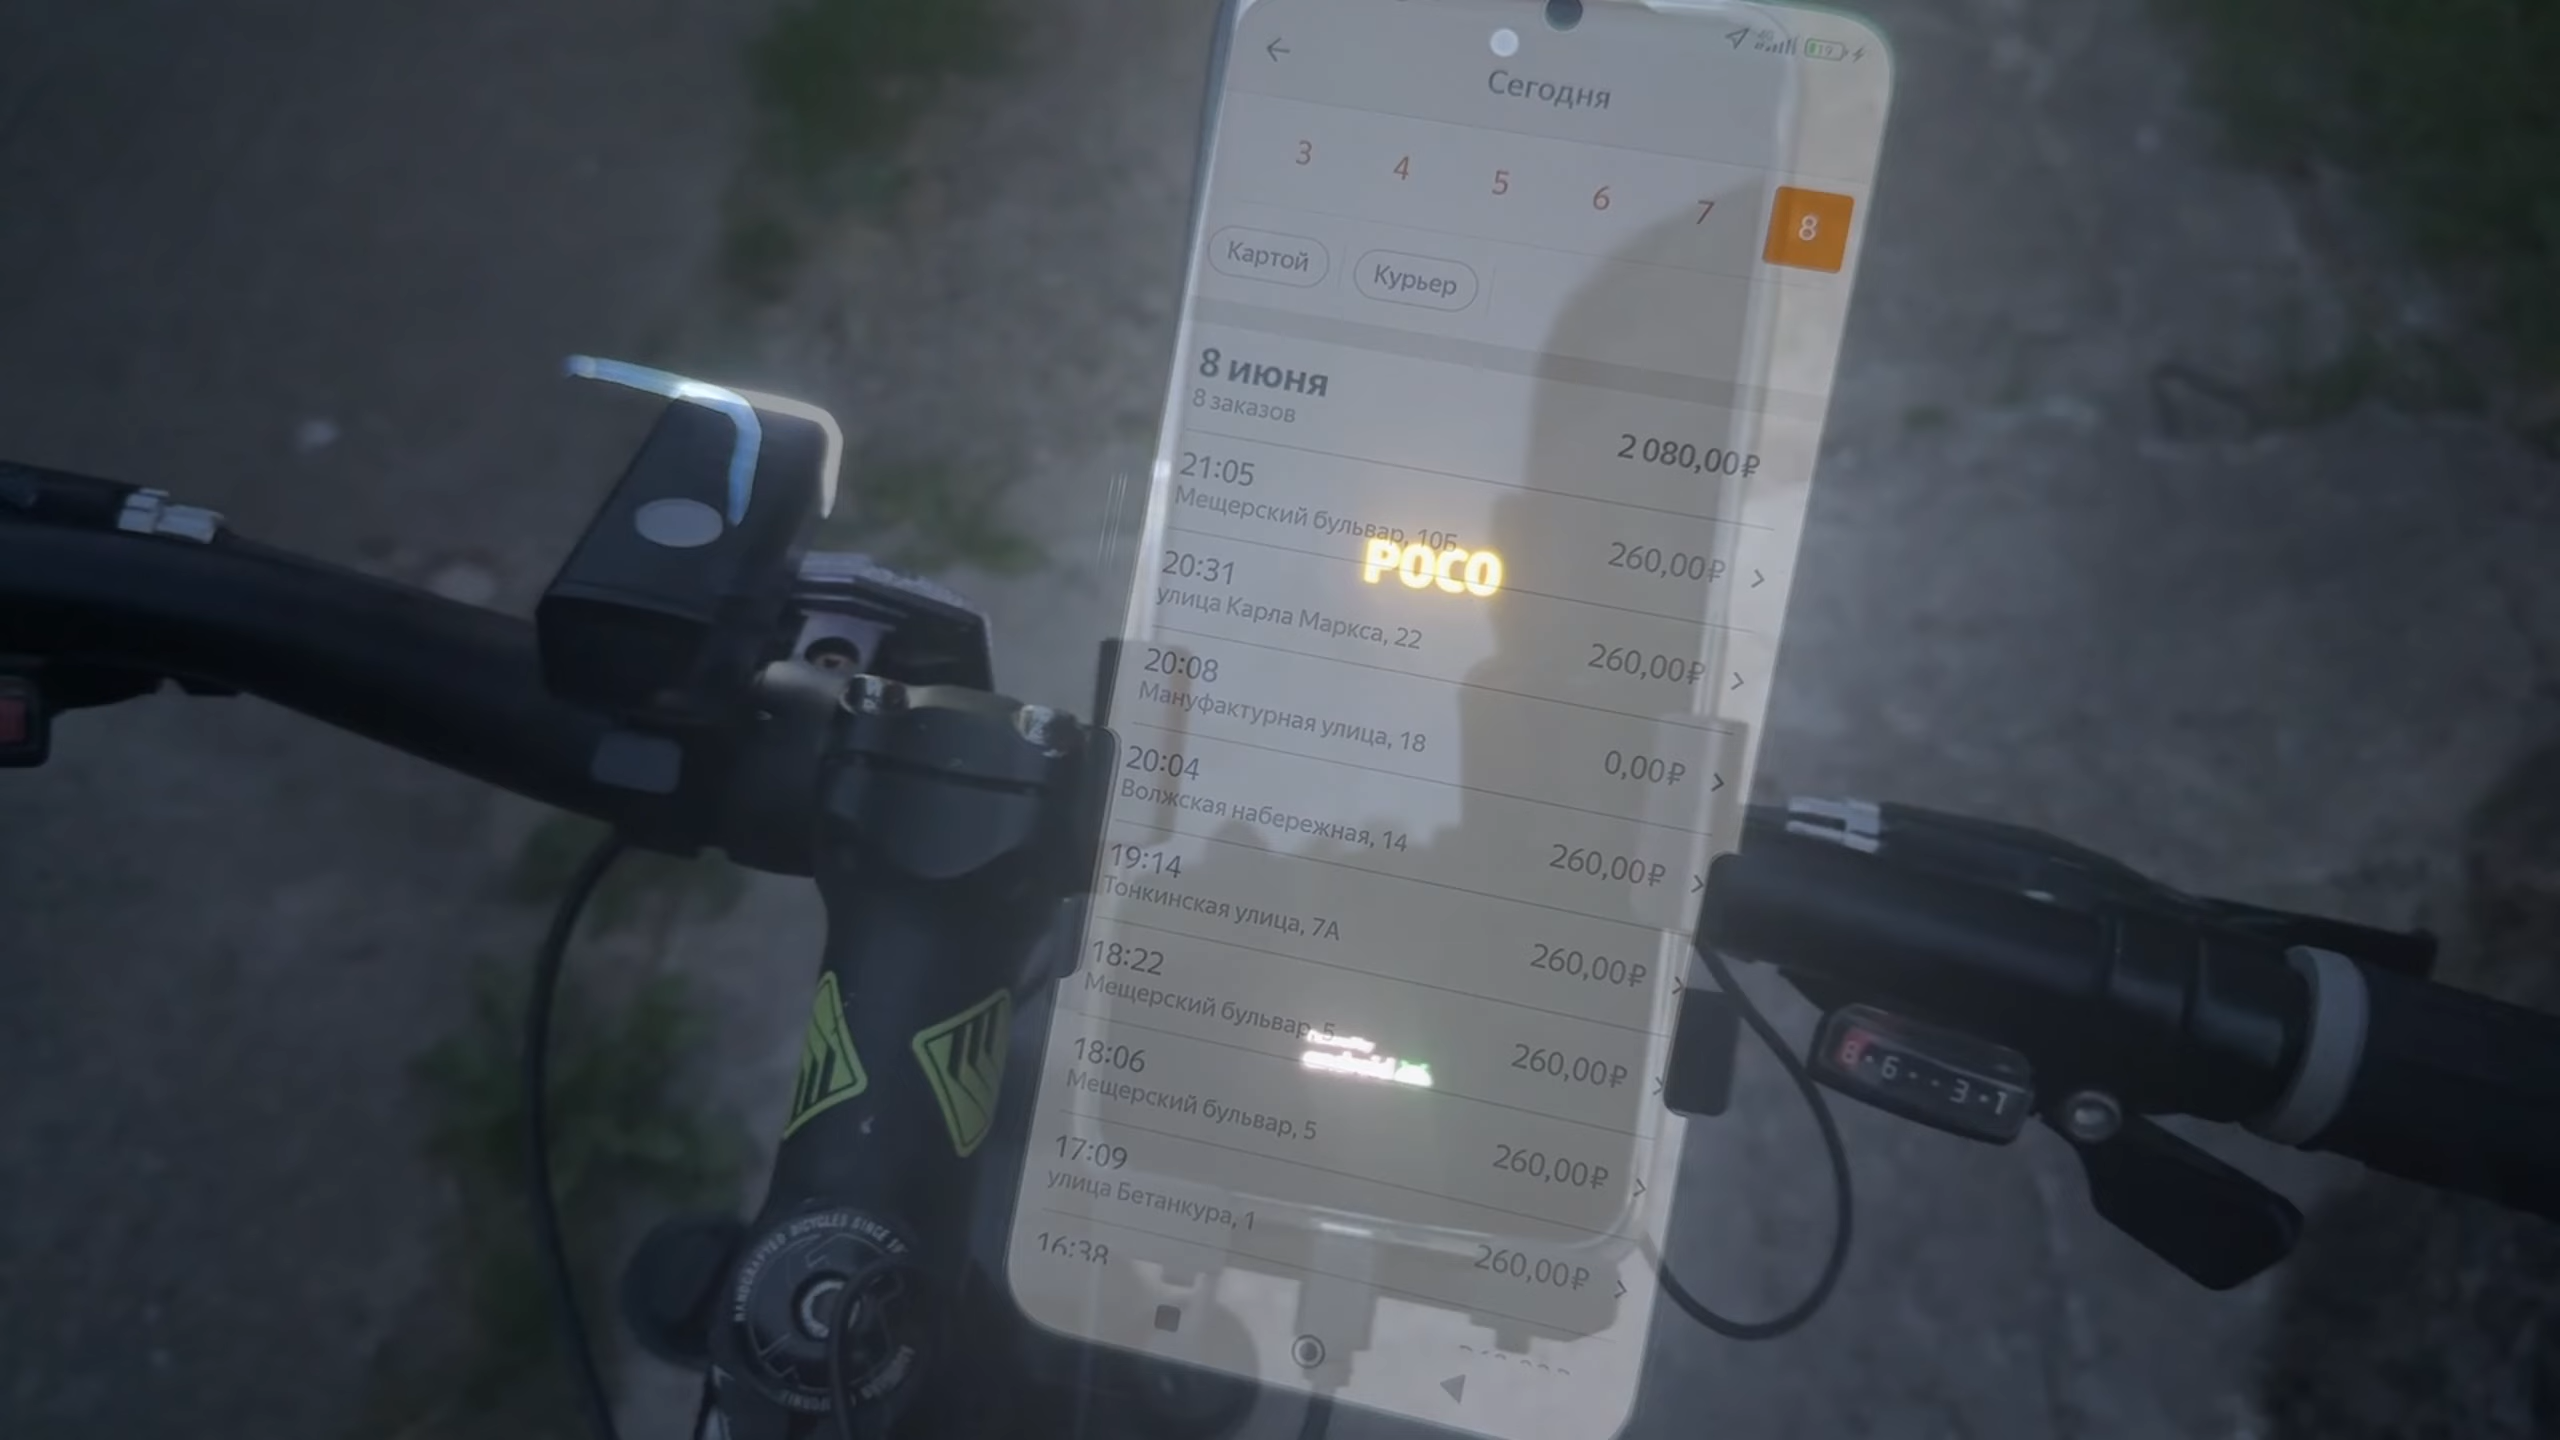 19
Сегодня
3 4 5 6 7 8
Картой Курьер
8 июня
8 заказов
2 080,00₽
21:05
Мещерский бульвар, 10Б
260,00₽
POCO
20:31
улица Карла Маркса, 22
260,00₽
20:08
Мануфактурная улица, 18
0,00₽
20:04
Волжская набережная, 14
260,00₽
19:14
Тонкинская улица, 7А
260,00₽
18:22
Мещерский бульвар, 5
260,00₽
18:06
Мещерский бульвар, 5
260,00₽
17:09
улица Бетанкура, 1
260,00₽
16:38
8 • 6 • • 3 • 1
HANDCRAFTED BICYCLES SINCE